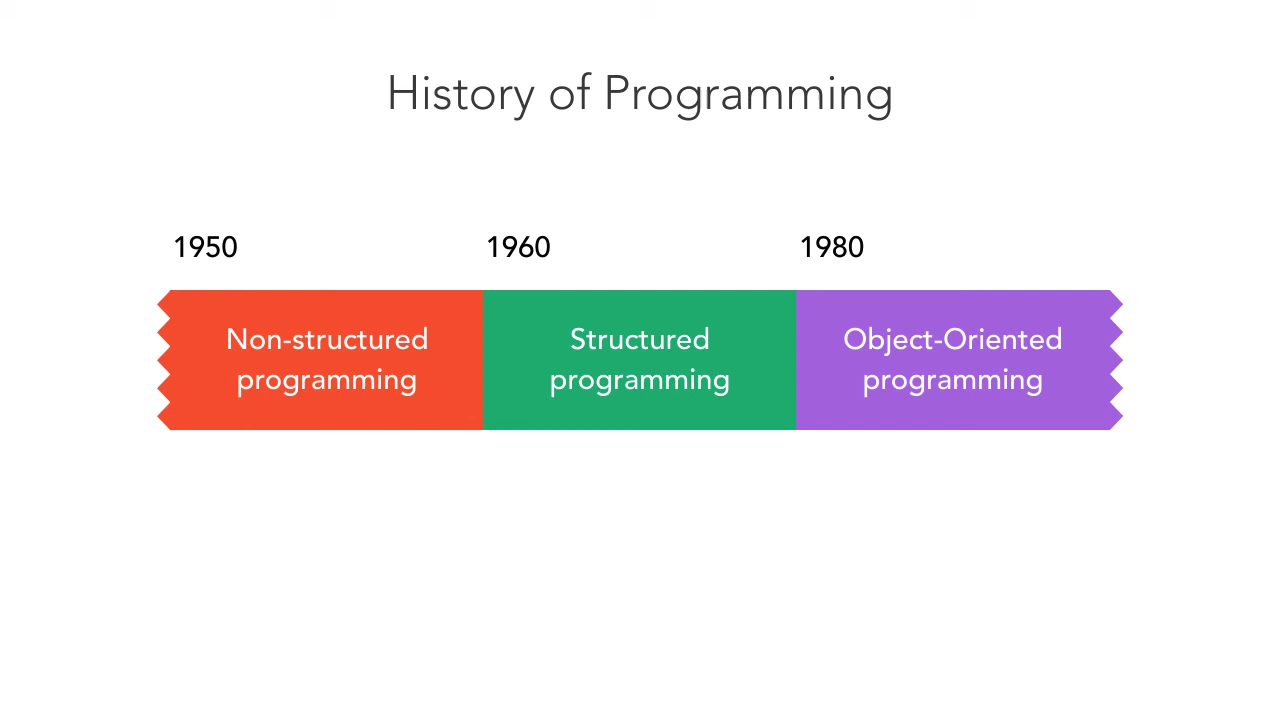 History of Programming
1950
1960
1980
Non-structured
programming
Structured
programming
Object-Oriented
programming